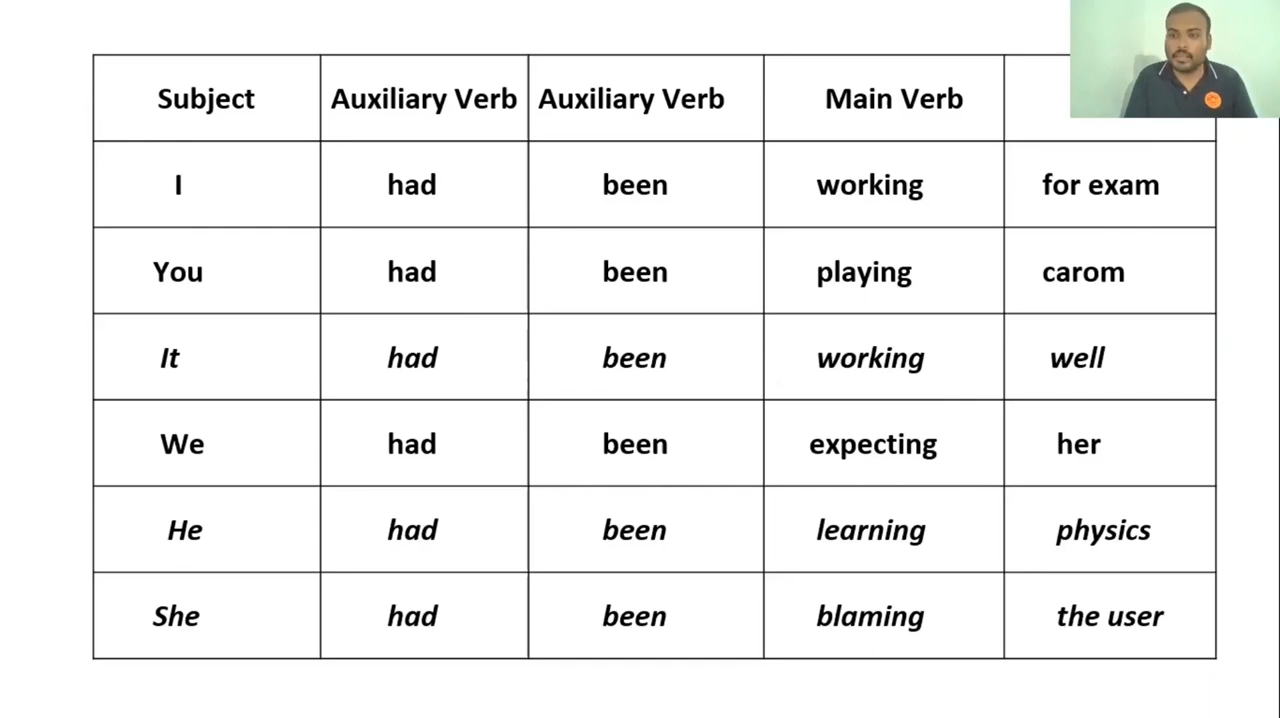 Subject Auxiliary Verb Auxiliary Verb Main Verb
I had been working for exam
You had been playing carom
It had been working well
We had been expecting her
He had been learning physics
She had been blaming the user